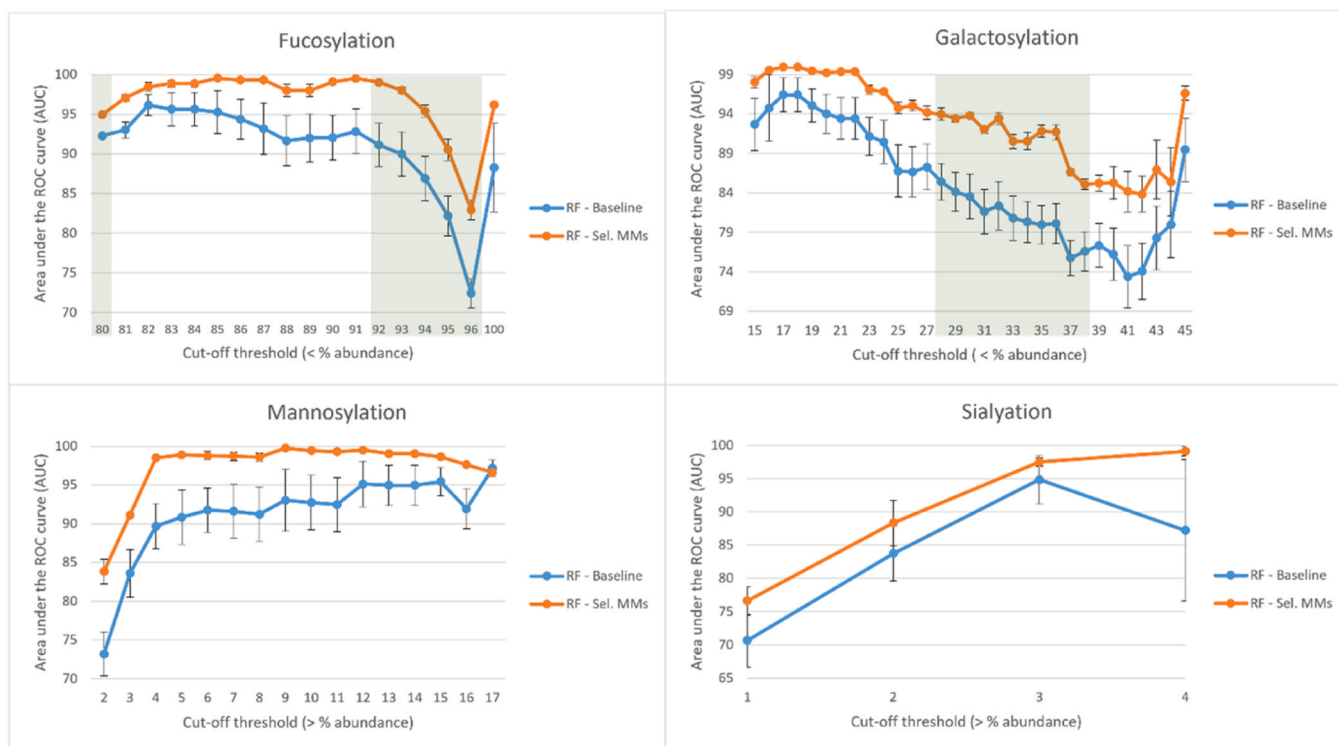 Fucosylation
Area under the ROC curve (AUC)
100
95
90
85
80
75
70
80 81 82 83 84 85 86 87 88 89 90 91 92 93 94 95 96 100
Cut-off threshold (< % abundance)
RF - Baseline
RF - Sel. MMs
Galactosylation
Area under the ROC curve (AUC)
99
94
89
84
79
74
69
15 17 19 21 23 25 27 29 31 33 35 37 39 41 43 45
Cut-off threshold ( < % abundance)
RF - Baseline
RF - Sel. MMs
Mannosylation
Area under the ROC curve (AUC)
100
95
90
85
80
75
70
2 3 4 5 6 7 8 9 10 11 12 13 14 15 16 17
Cut-off threshold (> % abundance)
RF - Baseline
RF - Sel. MMs
Sialyation
Area under the ROC curve (AUC)
100
95
90
85
80
75
70
65
1 2 3 4
Cut-off threshold (> % abundance)
RF - Baseline
RF - Sel. MMs